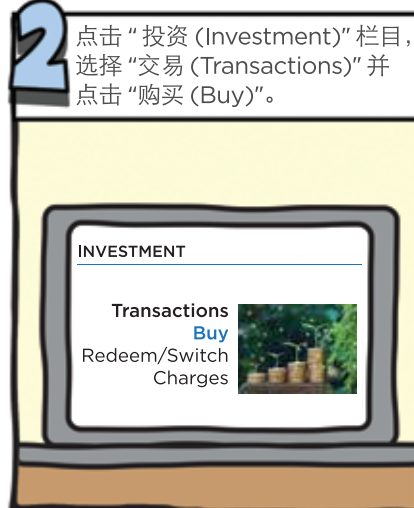 2
点击 “ 投资 (Investment)” 栏目，
选择 “交易 (Transactions)” 并
点击 “购买 (Buy)”。
INVESTMENT
Transactions
Buy
Redeem/Switch
Charges